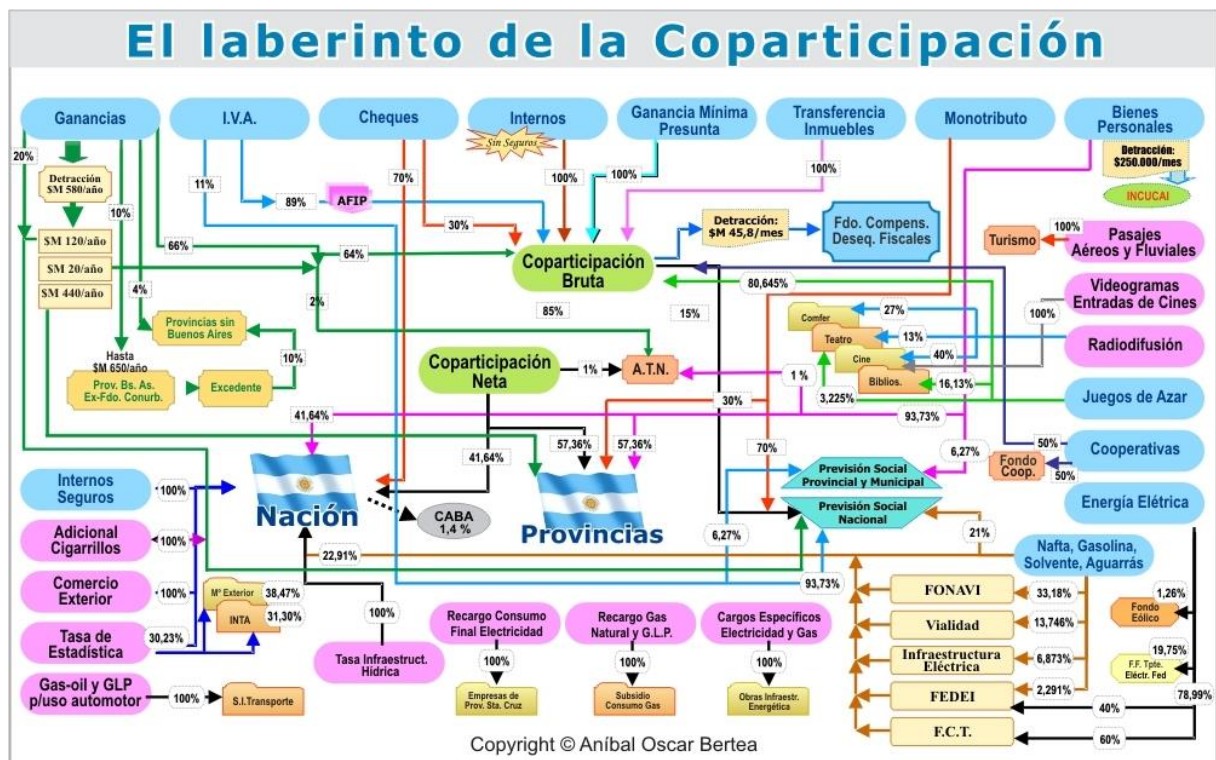 El laberinto de la Coparticipación
Ganancias
I.V.A.
Cheques
Internos
Sin Seguros
Ganancia Mínima
Presunta
Transferencia
Inmuebles
Monotributo
Bienes
Personales
Detracción:
$250.000/mes
INCUCAI
20%
Detracción
$M 580/año
10%
11%
89%
AFIP
70%
30%
100%
100%
100%
$M 120/año
$M 20/año
$M 440/año
66%
64%
4%
2%
Coparticipación
Bruta
Detracción:
$M 45,8/mes
Fdo. Compens.
Deseq. Fiscales
Turismo
100%
Pasajes
Aéreos y Fluviales
80,645%
Videogramas
Entradas de Cines
100%
85%
15%
Comfer
27%
Teatro
13%
Cine
40%
Biblios.
16,13%
3,225%
Radiodifusión
Provincias sin
Buenos Aires
10%
Hasta
$M 650/año
Prov. Bs. As.
Ex-Fdo. Conurb.
Excedente
Coparticipación
Neta
1%
A.T.N.
1 %
Juegos de Azar
41,64%
30%
93,73%
57,36%
57,36%
41,64%
70%
6,27%
50%
Cooperativas
Fondo
Coop.
50%
Internos
Seguros
100%
Nación
CABA
1,4 %
Provincias
Previsión Social
Provincial y Municipal
Previsión Social
Nacional
Energía Elétrica
Adicional
Cigarrillos
100%
22,91%
6,27%
21%
Nafta, Gasolina,
Solvente, Aguarrás
93,73%
Comercio
Exterior
100%
Mº Exterior
38,47%
INTA
31,30%
100%
Tasa de
Estadística
30,23%
Tasa Infraestruct.
Hídrica
Recargo Consumo
Final Electricidad
100%
Empresas de
Prov. Sta. Cruz
Recargo Gas
Natural y G.L.P.
100%
Subsidio
Consumo Gas
Cargos Específicos
Electricidad y Gas
100%
Obras Infraestr.
Energética
FONAVI
33,18%
Vialidad
13,746%
Infraestructura
Eléctrica
6,873%
FEDEI
2,291%
40%
F.C.T.
60%
1,26%
Fondo
Eólico
19,75%
F.F. Tpte.
Eléctr. Fed
78,99%
Gas-oil y GLP
p/uso automotor
100%
S.I.Transporte
Copyright © Aníbal Oscar Bertea